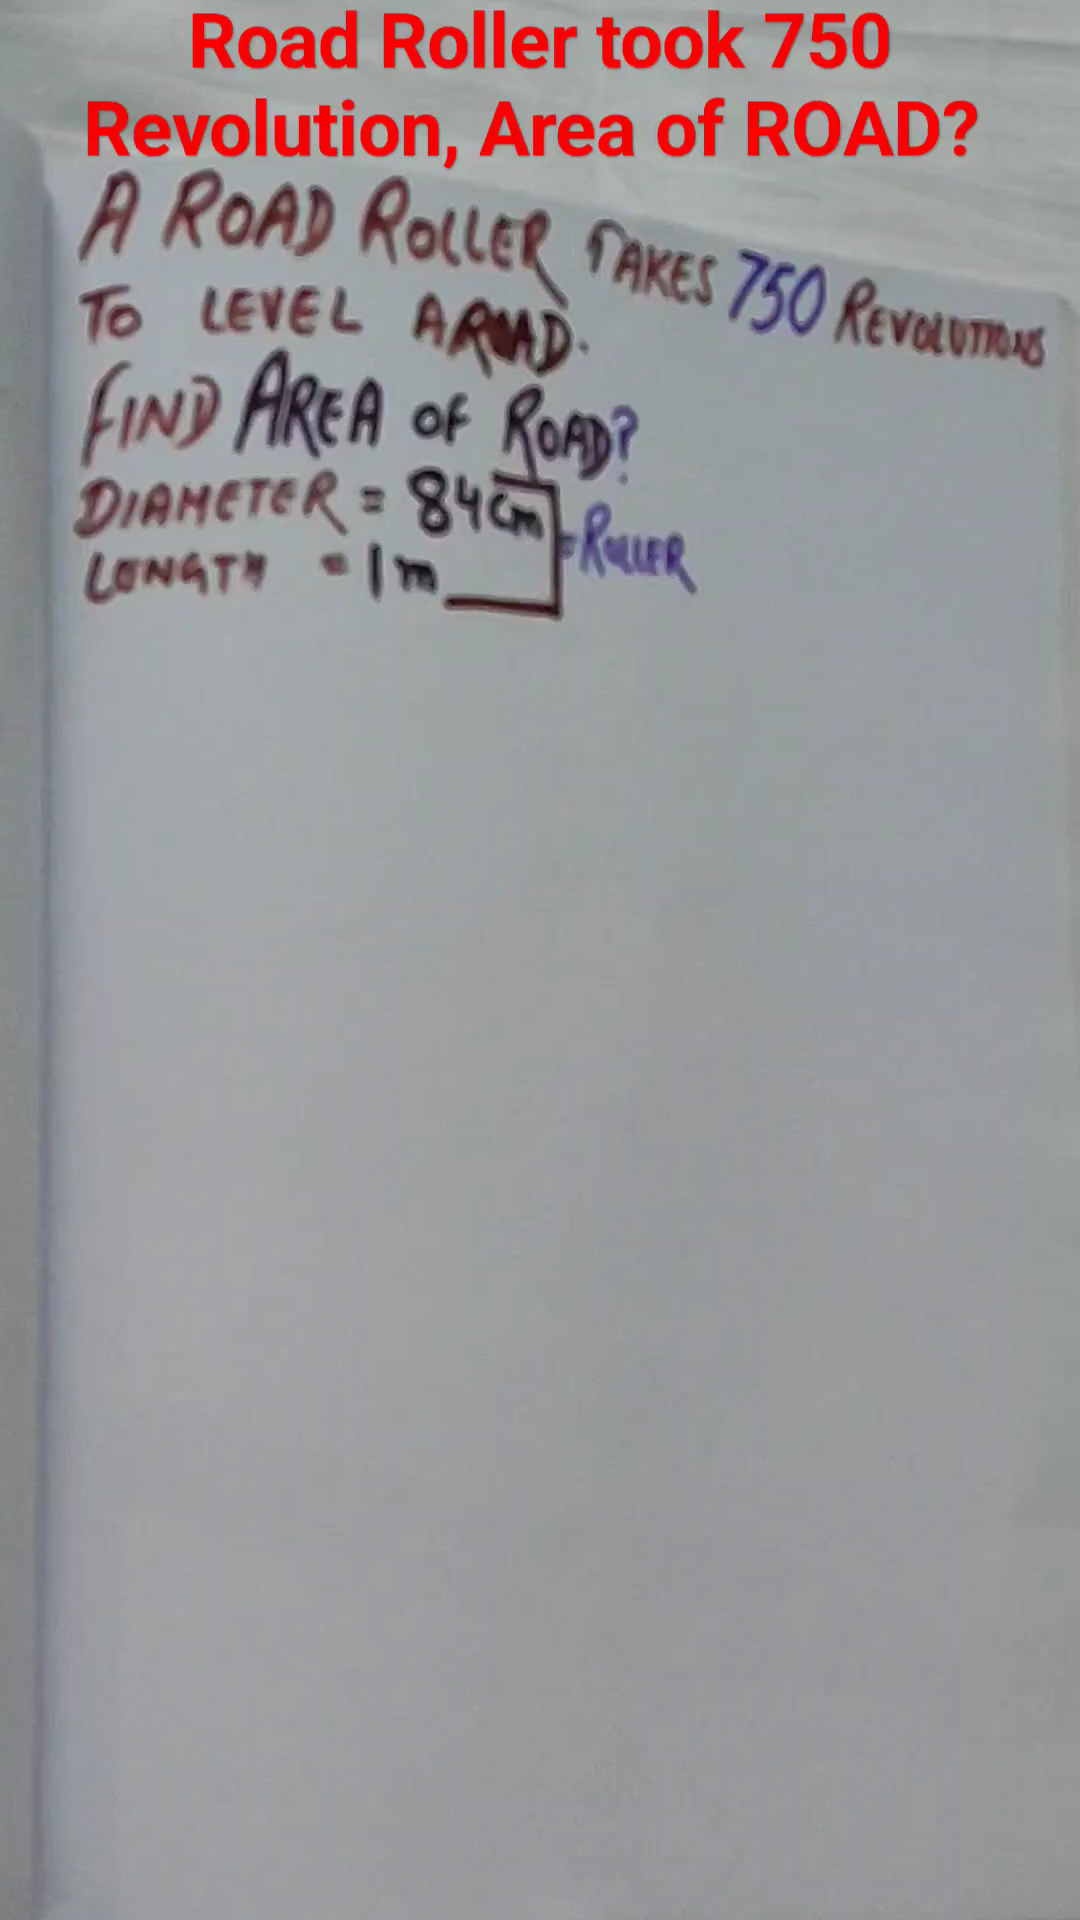 Road Roller took 750
Revolution, Area of ROAD?
A ROAD ROLLER TAKES 750 REVOLUTIONS
TO LEVEL A ROAD.
FIND AREA OF ROAD?
DIAMETER = 84cm
LENGTH = 1m
= ROLLER